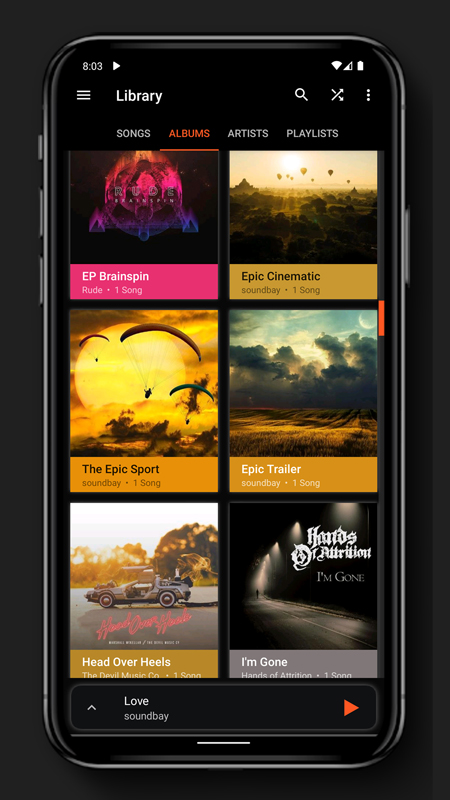 8:03
Library
SONGS ALBUMS ARTISTS PLAYLISTS
RUDE
BRAINSPIN
EP Brainspin
Rude • 1 Song
Epic Cinematic
soundbay • 1 Song
The Epic Sport
soundbay • 1 Song
Epic Trailer
soundbay • 1 Song
Head Over Heels
Head Over Heels
The Devil Music Co. • 1 Song
Hands
Of Attrition
I'm Gone
I'm Gone
Hands of Attrition • 1 Song
Love
soundbay